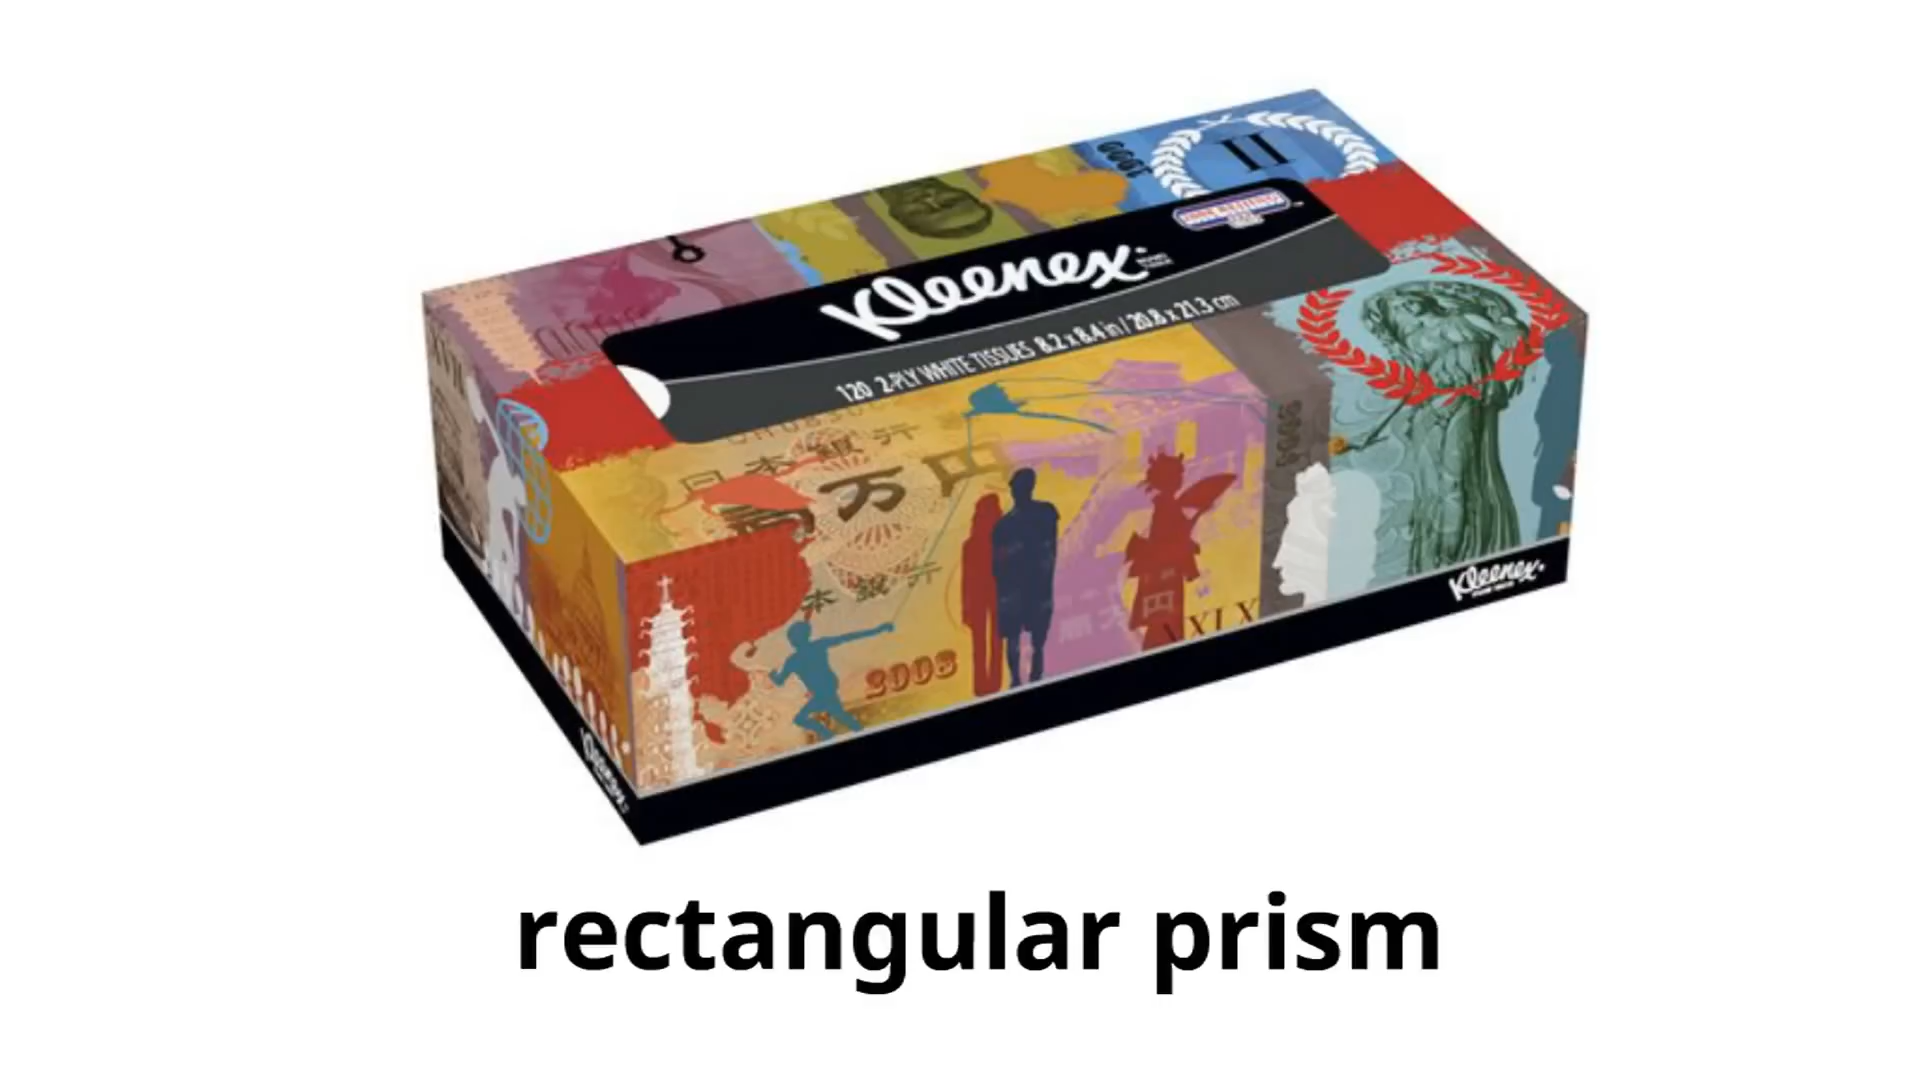 II
Kleenex
120 2-PLY WHITE TISSUES 8.2 x 8.4 in / 20.8 x 21.3 cm
日本銀行
万円
2008
Kleenex
Kleenex
rectangular prism